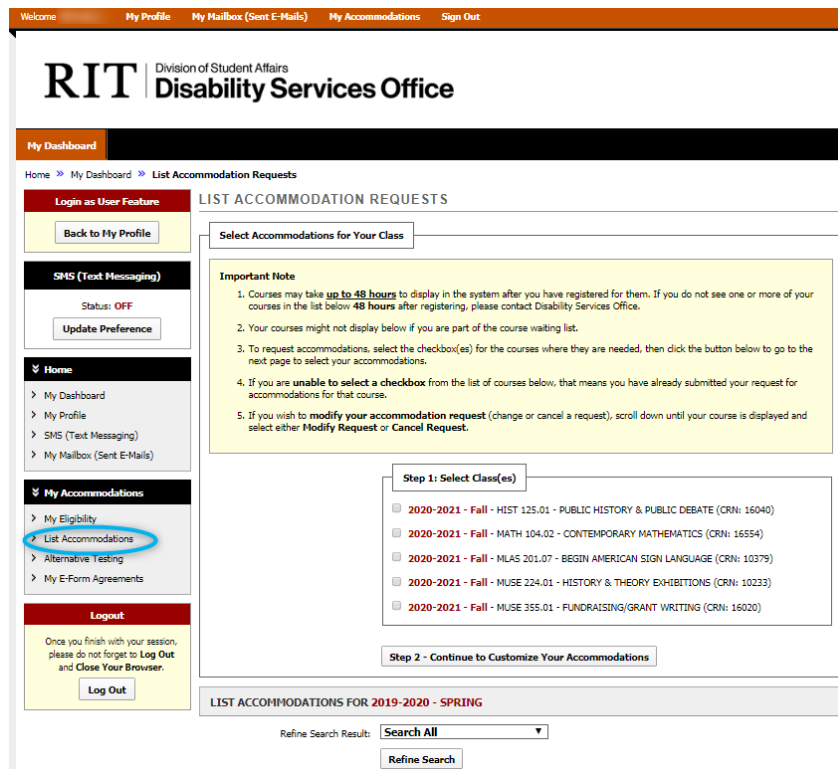 Welcome My Profile My Mailbox (Sent E-Mails) My Accommodations Sign Out
RIT Division of Student Affairs
Disability Services Office
My Dashboard
Home » My Dashboard » List Accommodation Requests
Login as User Feature
Back to My Profile
SMS (Text Messaging)
Status: OFF
Update Preference
Home
My Dashboard
My Profile
SMS (Text Messaging)
My Mailbox (Sent E-Mails)
My Accommodations
My Eligibility
List Accommodations
Alternative Testing
My E-Form Agreements
Logout
Once you finish with your session,
please do not forget to Log Out
and Close Your Browser.
Log Out
LIST ACCOMMODATION REQUESTS
Select Accommodations for Your Class
Important Note
1. Courses may take up to 48 hours to display in the system after you have registered for them. If you do not see one or more of your
courses in the list below 48 hours after registering, please contact Disability Services Office.
2. Your courses might not display below if you are part of the course waiting list.
3. To request accommodations, select the checkbox(es) for the courses where they are needed, then click the button below to go to the
next page to select your accommodations.
4. If you are unable to select a checkbox from the list of courses below, that means you have already submitted your request for
accommodations for that course.
5. If you wish to modify your accommodation request (change or cancel a request), scroll down until your course is displayed and
select either Modify Request or Cancel Request.
Step 1: Select Class(es)
2020-2021 - Fall - HIST 125.01 - PUBLIC HISTORY & PUBLIC DEBATE (CRN: 16040)
2020-2021 - Fall - MATH 104.02 - CONTEMPORARY MATHEMATICS (CRN: 16554)
2020-2021 - Fall - MLAS 201.07 - BEGIN AMERICAN SIGN LANGUAGE (CRN: 10379)
2020-2021 - Fall - MUSE 224.01 - HISTORY & THEORY EXHIBITIONS (CRN: 10233)
2020-2021 - Fall - MUSE 355.01 - FUNDRAISING/GRANT WRITING (CRN: 16020)
Step 2 - Continue to Customize Your Accommodations
LIST ACCOMMODATIONS FOR 2019-2020 - SPRING
Refine Search Result: Search All
Refine Search